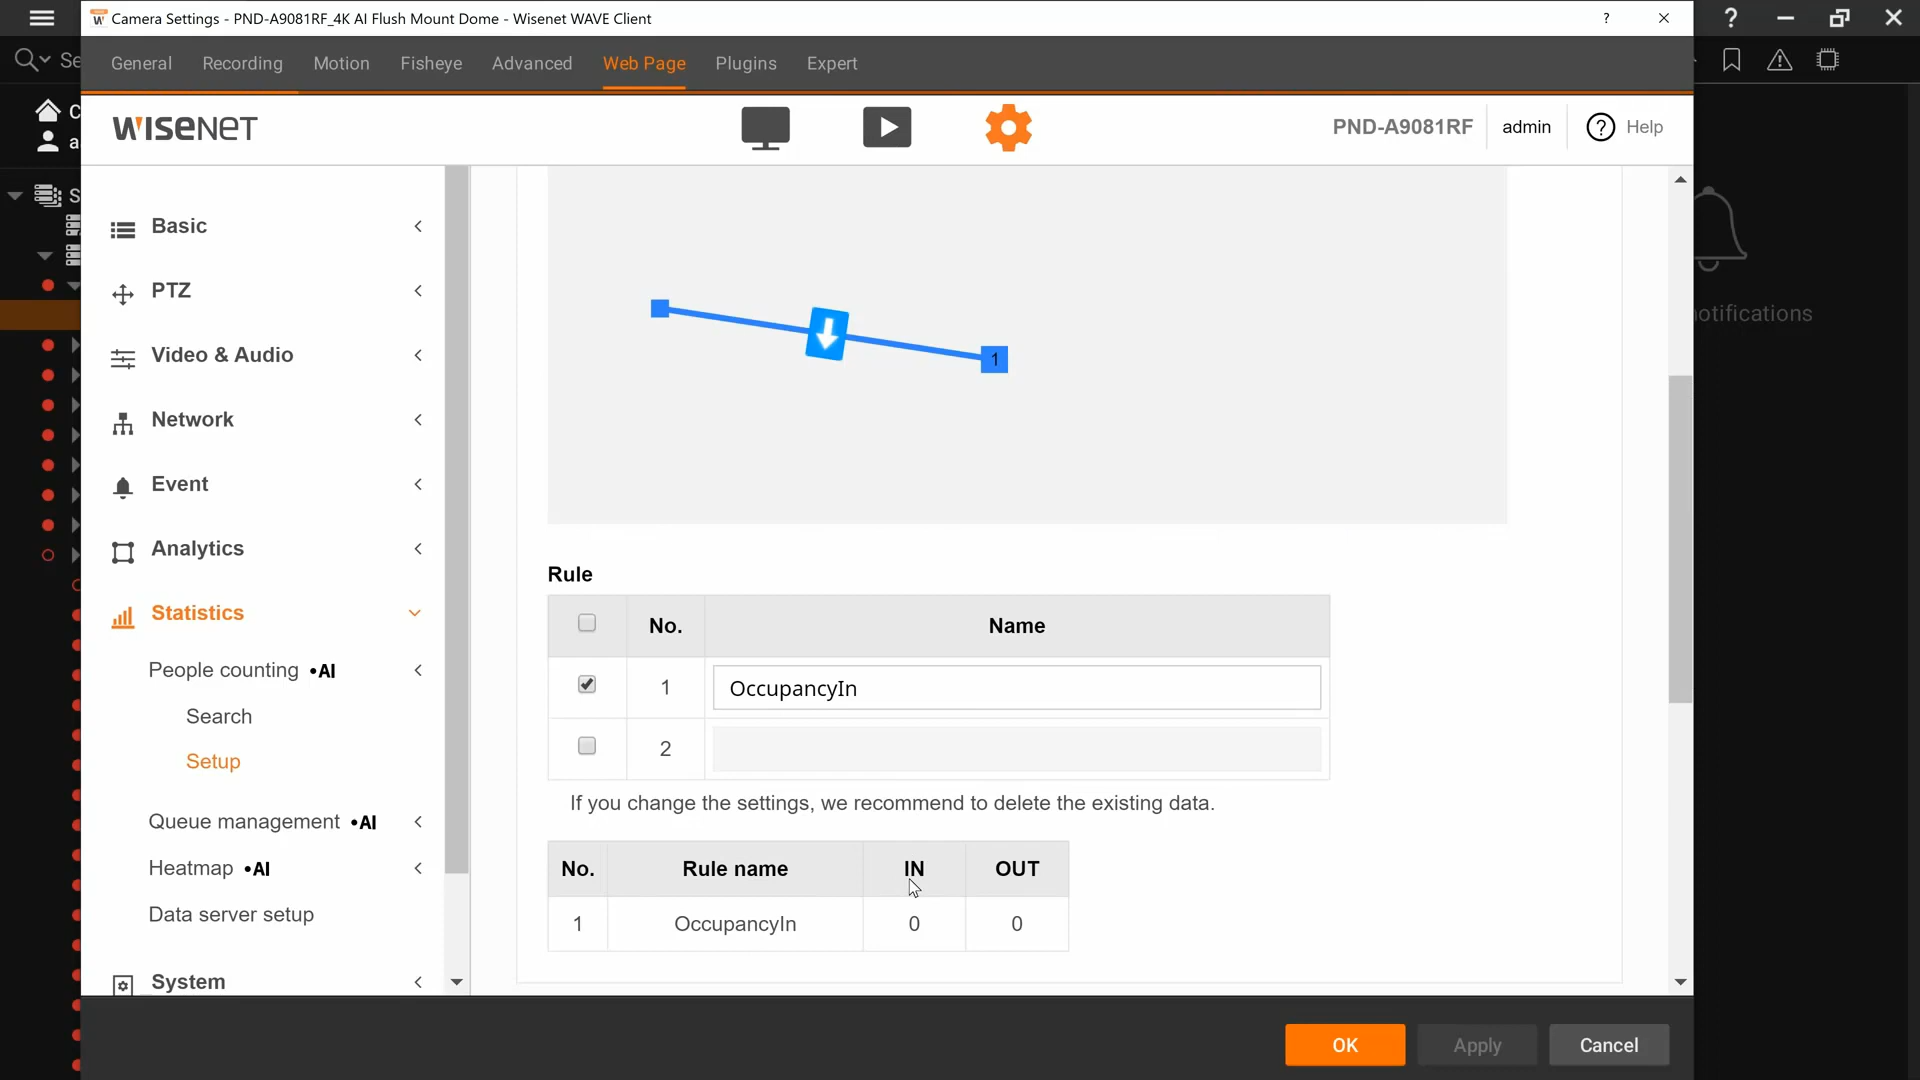 Camera Settings - PND-A9081RF_4K AI Flush Mount Dome - Wisenet WAVE Client
?
General Recording Motion Fisheye Advanced Web Page Plugins Expert
Se
WISENET
PND-A9081RF admin ? Help
C
a
S
Basic
PTZ
Video & Audio
Network
Event
Analytics
Statistics
People counting •AI
Search
Setup
Queue management •AI
Heatmap •AI
Data server setup
System
1
Rule
No. Name
1 OccupancyIn
2
If you change the settings, we recommend to delete the existing data.
No. Rule name IN OUT
1 OccupancyIn 0 0
otifications
OK Apply Cancel